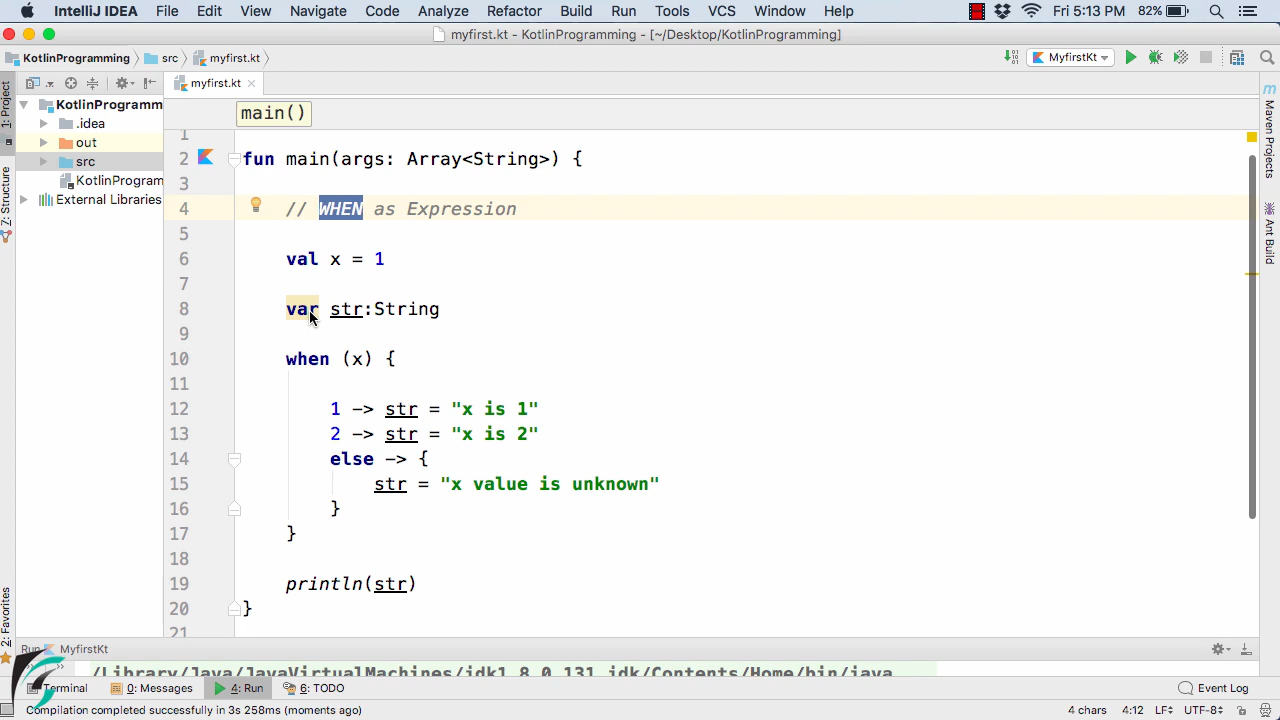 IntelliJ IDEA File Edit View Navigate Code Analyze Refactor Build Run Tools VCS Window Help Fri 5:13 PM 82%
myfirst.kt - KotlinProgramming - [~/Desktop/KotlinProgramming]
KotlinProgramming src myfirst.kt MyfirstKt
myfirst.kt
1: Project
Z: Structure
2: Favorites
KotlinProgramm
.idea
out
src
KotlinProgram
External Libraries
main()
1
2 fun main(args: Array<String>) {
3
4 // WHEN as Expression
5
6 val x = 1
7
8 var str:String
9
10 when (x) {
11
12 1 -> str = "x is 1"
13 2 -> str = "x is 2"
14 else -> {
15 str = "x value is unknown"
16 }
17 }
18
19 println(str)
20 }
21
m Maven Projects
Ant Build
Run MyfirstKt
/Library/Java/JavaVirtualMachines/jdk1.8.0_131.jdk/Contents/Home/bin/java
Terminal 0: Messages 4: Run 6: TODO Event Log
Compilation completed successfully in 3s 258ms (moments ago) 4 chars 4:12 LF UTF-8